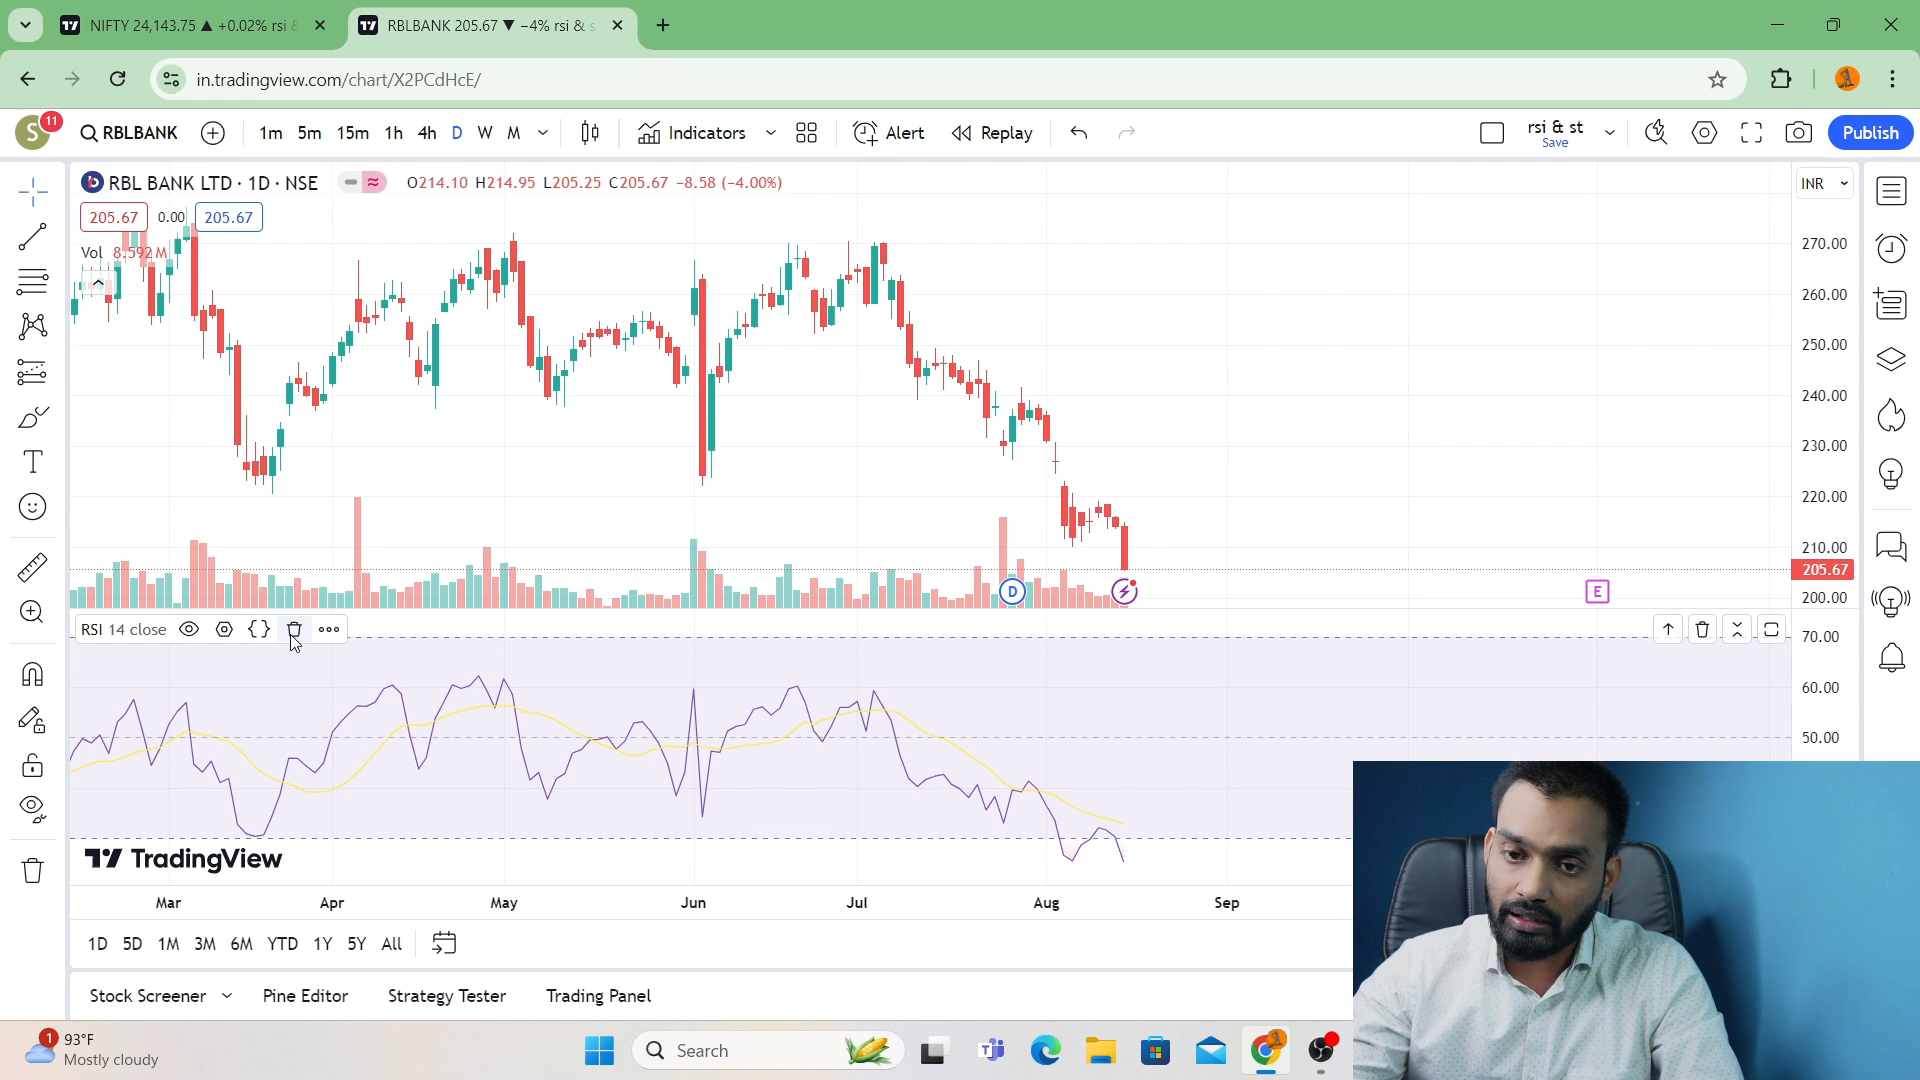 NIFTY 24,143.75 ▲ +0.02% rsi &
RBLBANK 205.67 ▼ −4% rsi & s
in.tradingview.com/chart/X2PCdHcE/
S 11 RBLBANK 1m 5m 15m 1h 4h D W M Indicators Alert Replay rsi & st Save Publish
RBL BANK LTD · 1D · NSE O214.10 H214.95 L205.25 C205.67 −8.58 (−4.00%) INR
205.67 0.00 205.67
Vol 8.592 M
270.00
260.00
250.00
240.00
230.00
220.00
210.00
205.67
200.00
D E
RSI 14 close
70.00
60.00
50.00
TradingView
Mar Apr May Jun Jul Aug Sep
1D 5D 1M 3M 6M YTD 1Y 5Y All
Stock Screener Pine Editor Strategy Tester Trading Panel
1 93°F
Mostly cloudy
Search